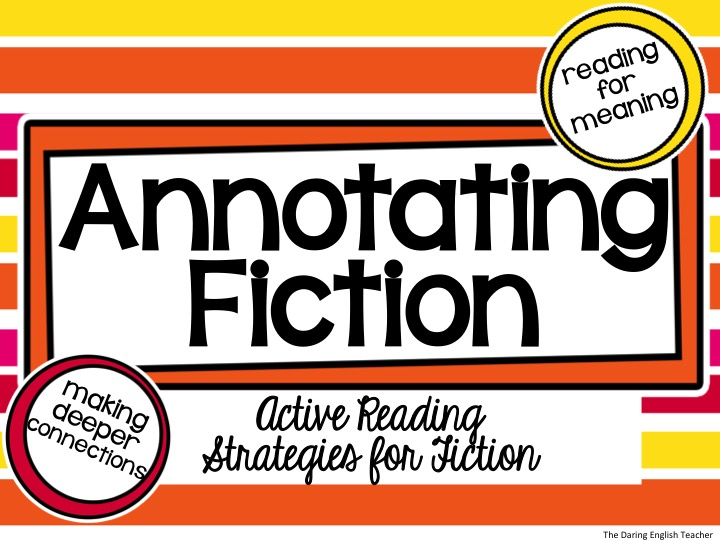 reading
for
meaning
Annotating
Fiction
making
deeper
connections
Active Reading
Strategies for Fiction
The Daring English Teacher